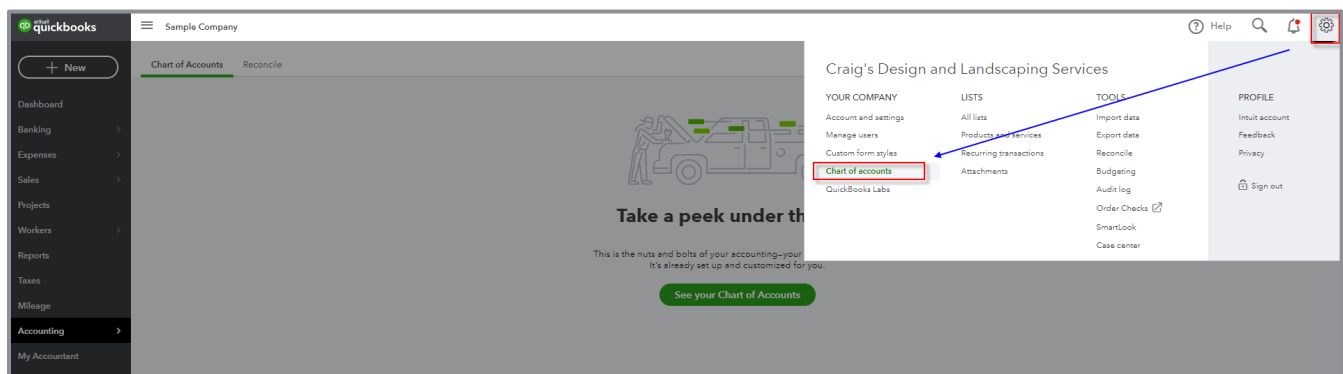 intuit
qb quickbooks
Sample Company
? Help
+ New
Dashboard
Banking
Expenses
Sales
Projects
Workers
Reports
Taxes
Mileage
Accounting
My Accountant
Chart of Accounts Reconcile
Take a peek under th
This is the nuts and bolts of your accounting—your
It's already set up and customized for you.
See your Chart of Accounts
Craig's Design and Landscaping Services
YOUR COMPANY
Account and settings
Manage users
Custom form styles
Chart of accounts
QuickBooks Labs
LISTS
All lists
Products and services
Recurring transactions
Attachments
TOOLS
Import data
Export data
Reconcile
Budgeting
Audit log
Order Checks
SmartLook
Case center
PROFILE
Intuit account
Feedback
Privacy
Sign out